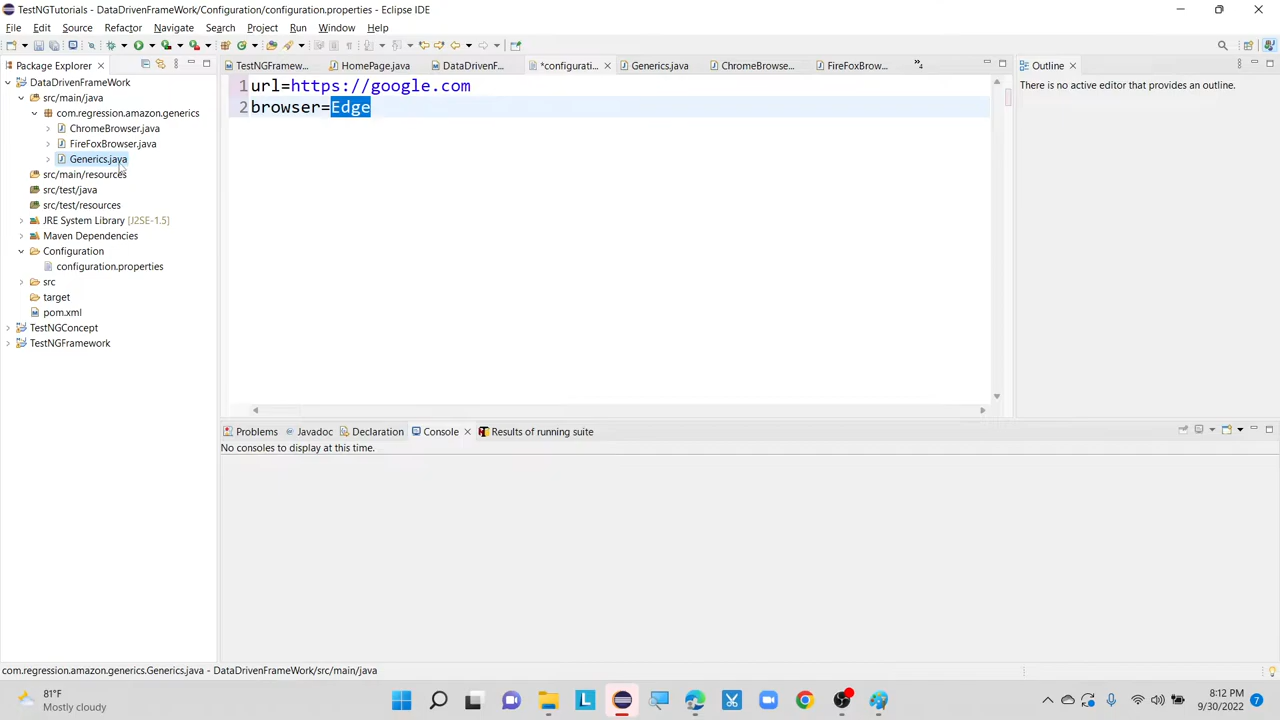 TestNGTutorials - DataDrivenFrameWork/Configuration/configuration.properties - Eclipse IDE
File Edit Source Refactor Navigate Search Project Run Window Help
Package Explorer
DataDrivenFrameWork
src/main/java
com.regression.amazon.generics
ChromeBrowser.java
FireFoxBrowser.java
Generics.java
src/main/resources
src/test/java
src/test/resources
JRE System Library [J2SE-1.5]
Maven Dependencies
Configuration
configuration.properties
src
target
pom.xml
TestNGConcept
TestNGFramework
TestNGFramew... HomePage.java DataDrivenF... *configurati... Generics.java ChromeBrowse... FireFoxBrow...
1 url=https://google.com
2 browser=Edge
Outline
There is no active editor that provides an outline.
Problems Javadoc Declaration Console Results of running suite
No consoles to display at this time.
com.regression.amazon.generics.Generics.java - DataDrivenFrameWork/src/main/java
81°F
Mostly cloudy
8:12 PM
9/30/2022
7